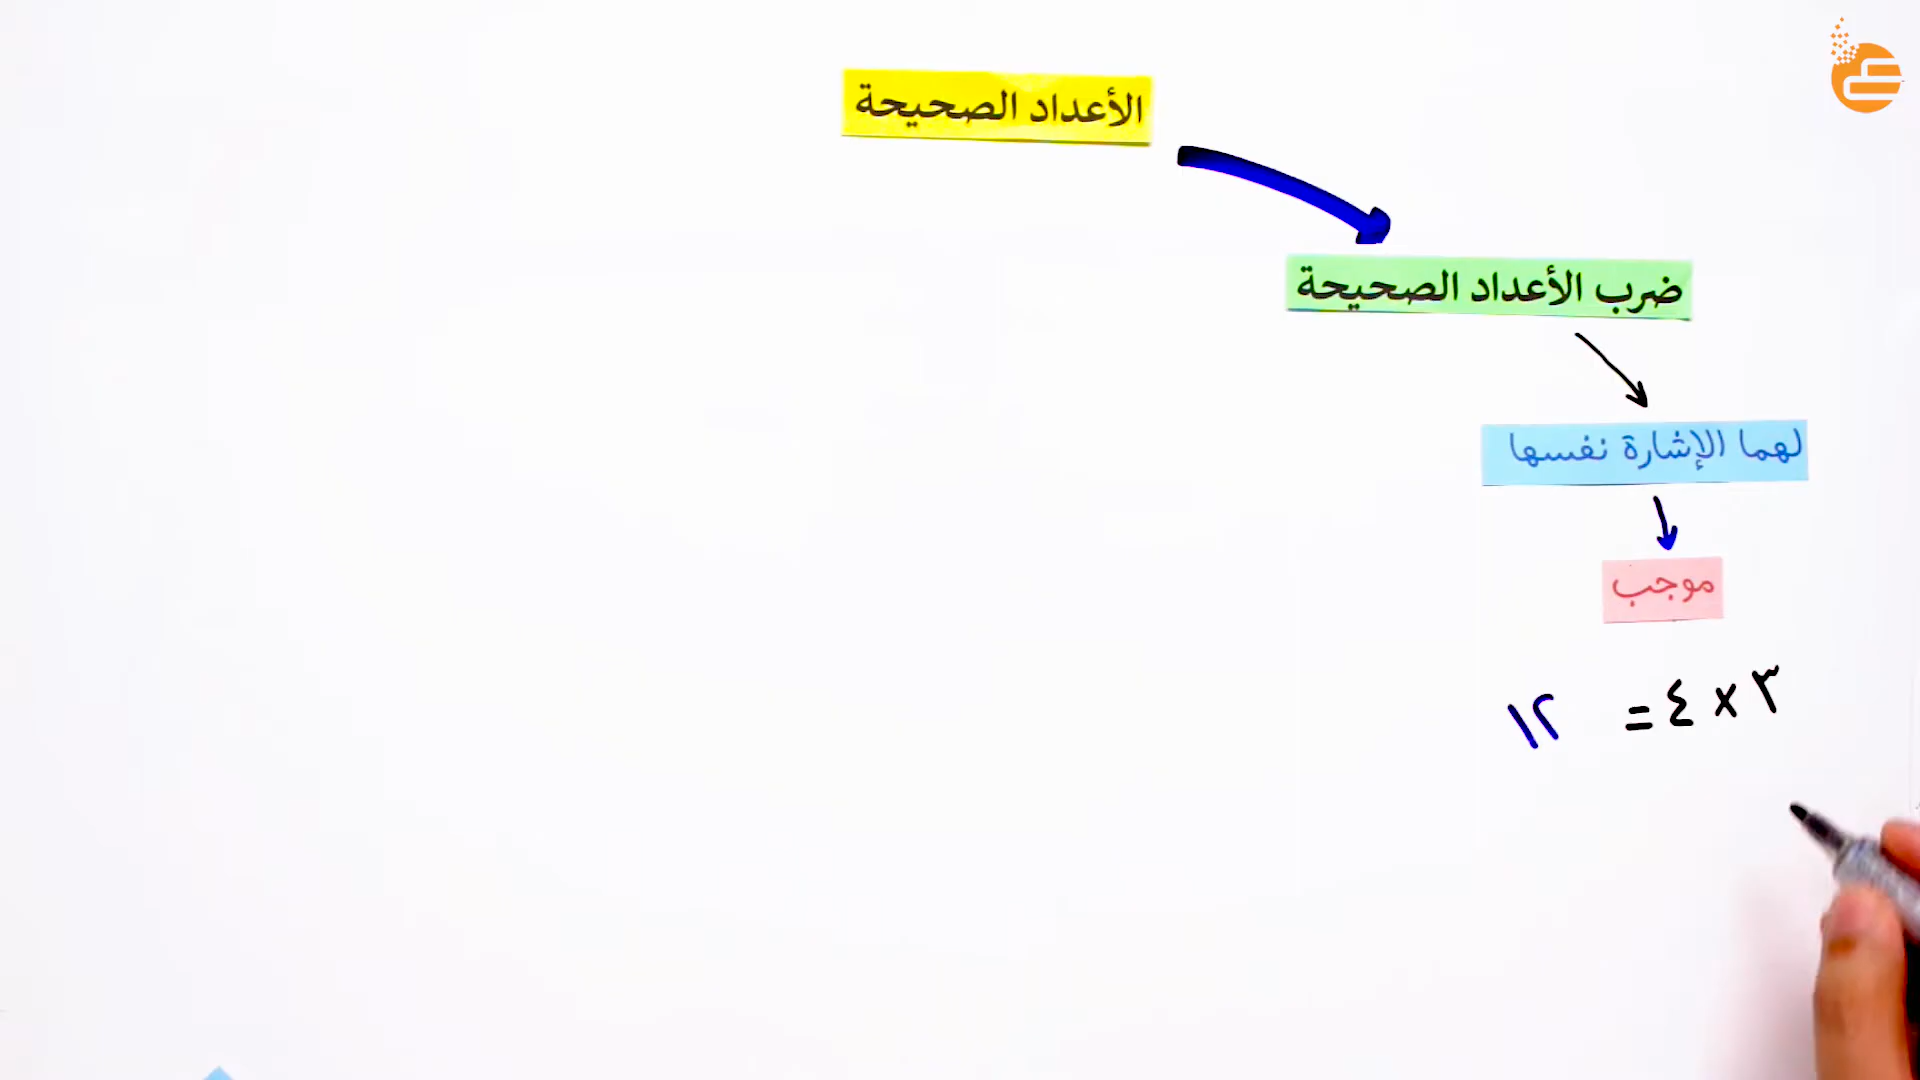 الأعداد الصحيحة
ضرب الأعداد الصحيحة
لهما الإشارة نفسها
موجب
٣ × ٤ = ١٢